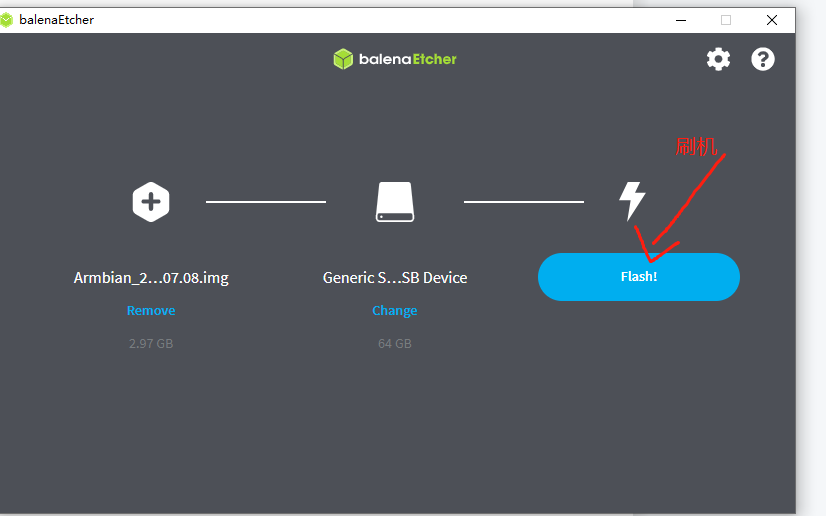 balenaEtcher
balenaEtcher
刷机
Armbian_2...07.08.img
Generic S...SB Device
Flash!
Remove
Change
2.97 GB
64 GB